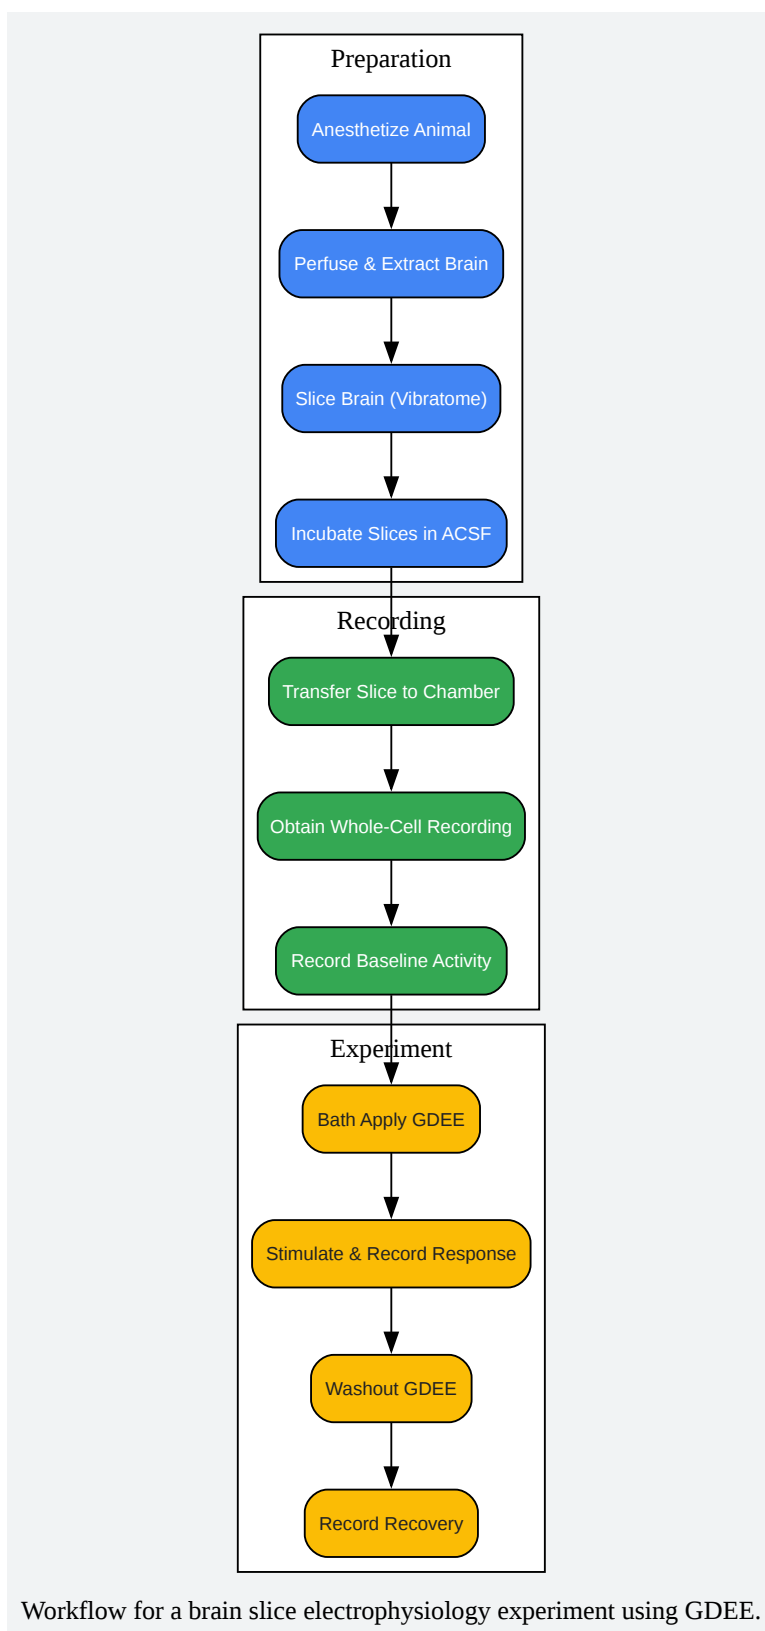 Preparation
Anesthetize Animal
Perfuse & Extract Brain
Slice Brain (Vibratome)
Incubate Slices in ACSF
Recording
Transfer Slice to Chamber
Obtain Whole-Cell Recording
Record Baseline Activity
Experiment
Bath Apply GDEE
Stimulate & Record Response
Washout GDEE
Record Recovery
Workflow for a brain slice electrophysiology experiment using GDEE.